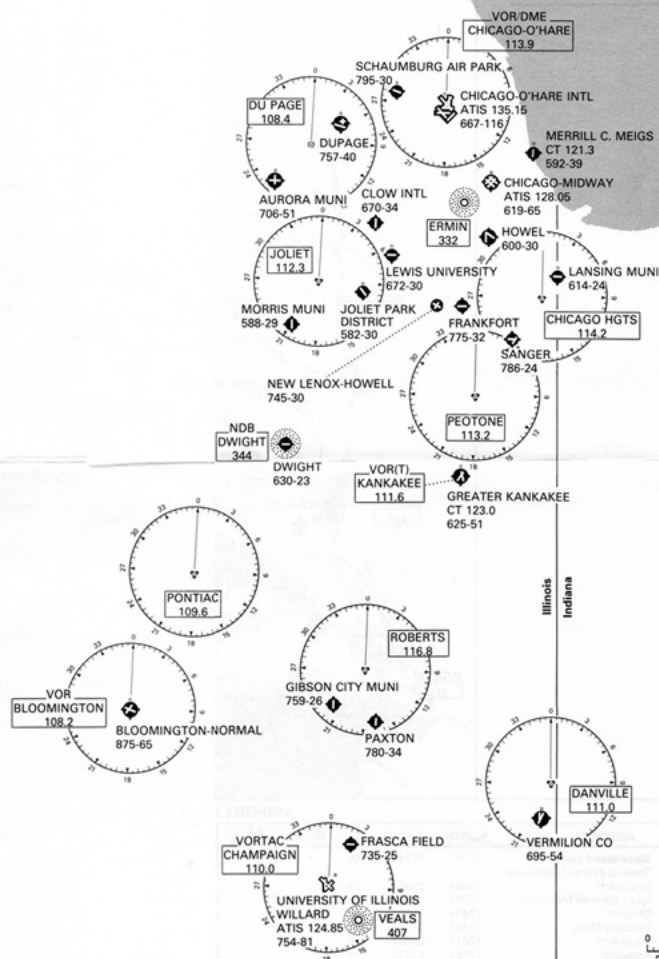 VOR/DME
CHICAGO-O'HARE
113.9
SCHAUMBURG AIR PARK
795-30
CHICAGO-O'HARE INTL
ATIS 135.15
667-116
DU PAGE
108.4
DUPAGE
757-40
MERRILL C. MEIGS
CT 121.3
592-39
AURORA MUNI
706-51
CLOW INTL
670-34
CHICAGO-MIDWAY
ATIS 128.05
619-65
ERMIN
332
HOWEL
600-30
JOLIET
112.3
LEWIS UNIVERSITY
672-30
LANSING MUNI
614-24
MORRIS MUNI
588-29
JOLIET PARK
DISTRICT
582-30
FRANKFORT
775-32
CHICAGO HGTS
114.2
SANGER
786-24
NEW LENOX-HOWELL
745-30
PEOTONE
113.2
NDB
DWIGHT
344
DWIGHT
630-23
VOR(T)
KANKAKEE
111.6
GREATER KANKAKEE
CT 123.0
625-51
PONTIAC
109.6
Illinois
Indiana
ROBERTS
116.8
GIBSON CITY MUNI
759-26
PAXTON
780-34
VOR
BLOOMINGTON
108.2
BLOOMINGTON-NORMAL
875-65
DANVILLE
111.0
VERMILION CO
695-54
VORTAC
CHAMPAIGN
110.0
FRASCA FIELD
735-25
UNIVERSITY OF ILLINOIS
WILLARD
ATIS 124.85
754-81
VEALS
407